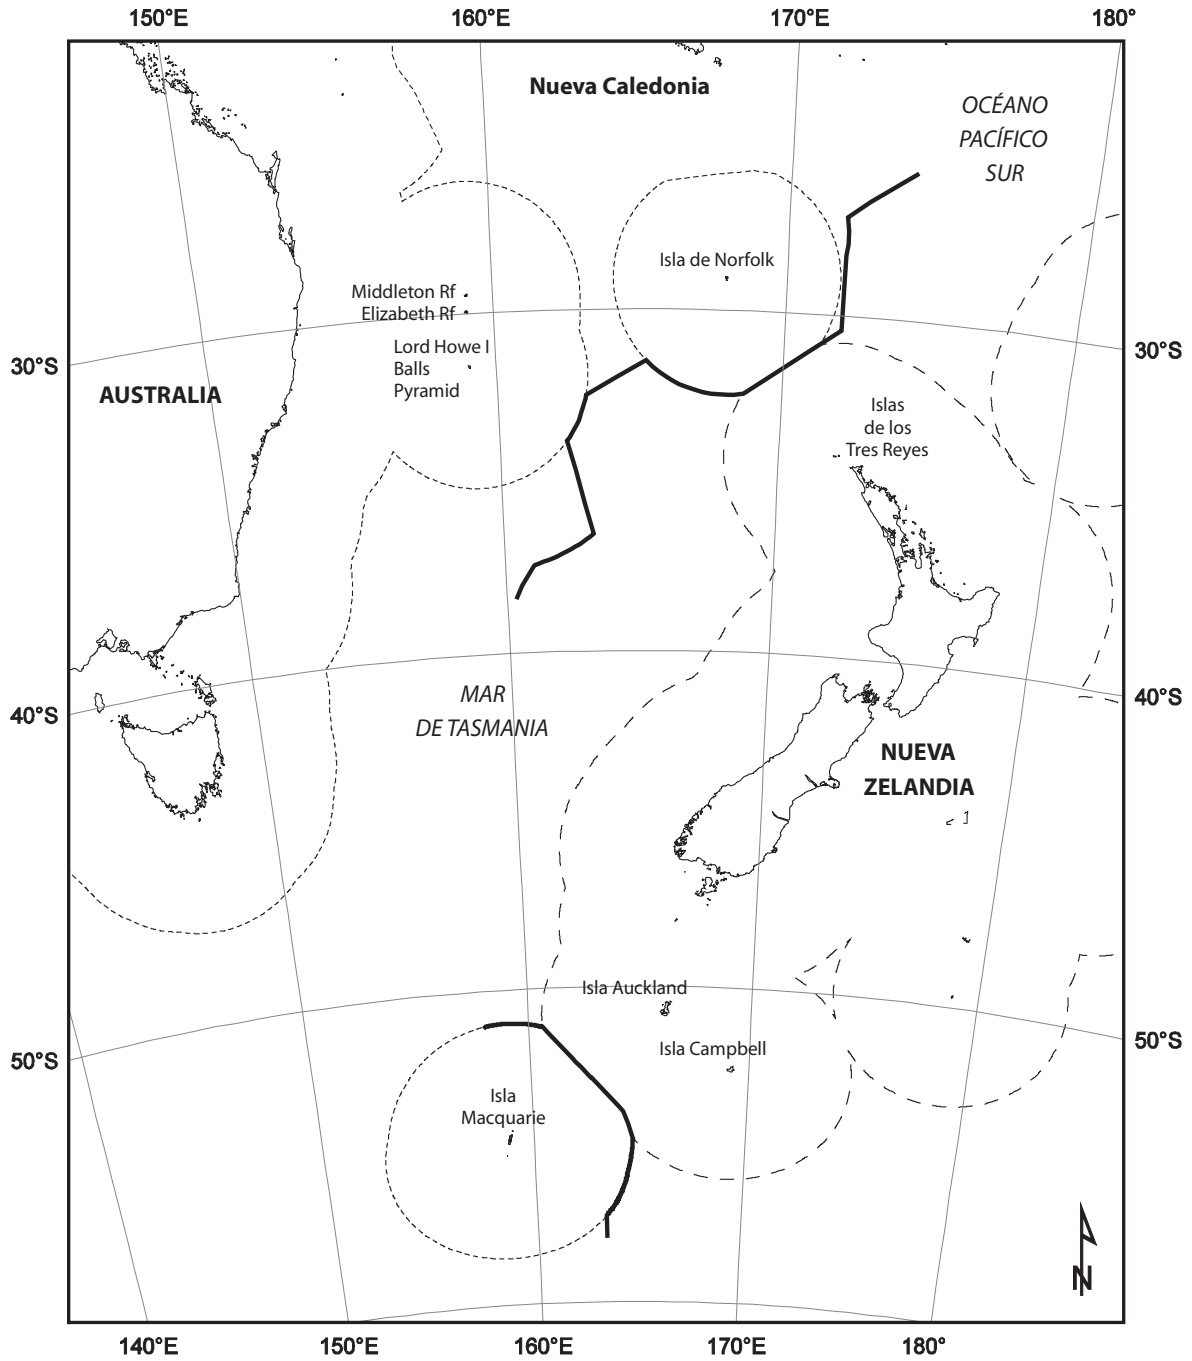 150°E 160°E 170°E 180°
Nueva Caledonia
OCÉANO
PACÍFICO
SUR
Isla de Norfolk
Middleton Rf
Elizabeth Rf
Lord Howe I
Balls
Pyramid
30°S 30°S
AUSTRALIA
Islas
de los
Tres Reyes
MAR
DE TASMANIA
40°S 40°S
NUEVA
ZELANDIA
Isla Auckland
50°S 50°S
Isla Campbell
Isla
Macquarie
N
140°E 150°E 160°E 170°E 180°